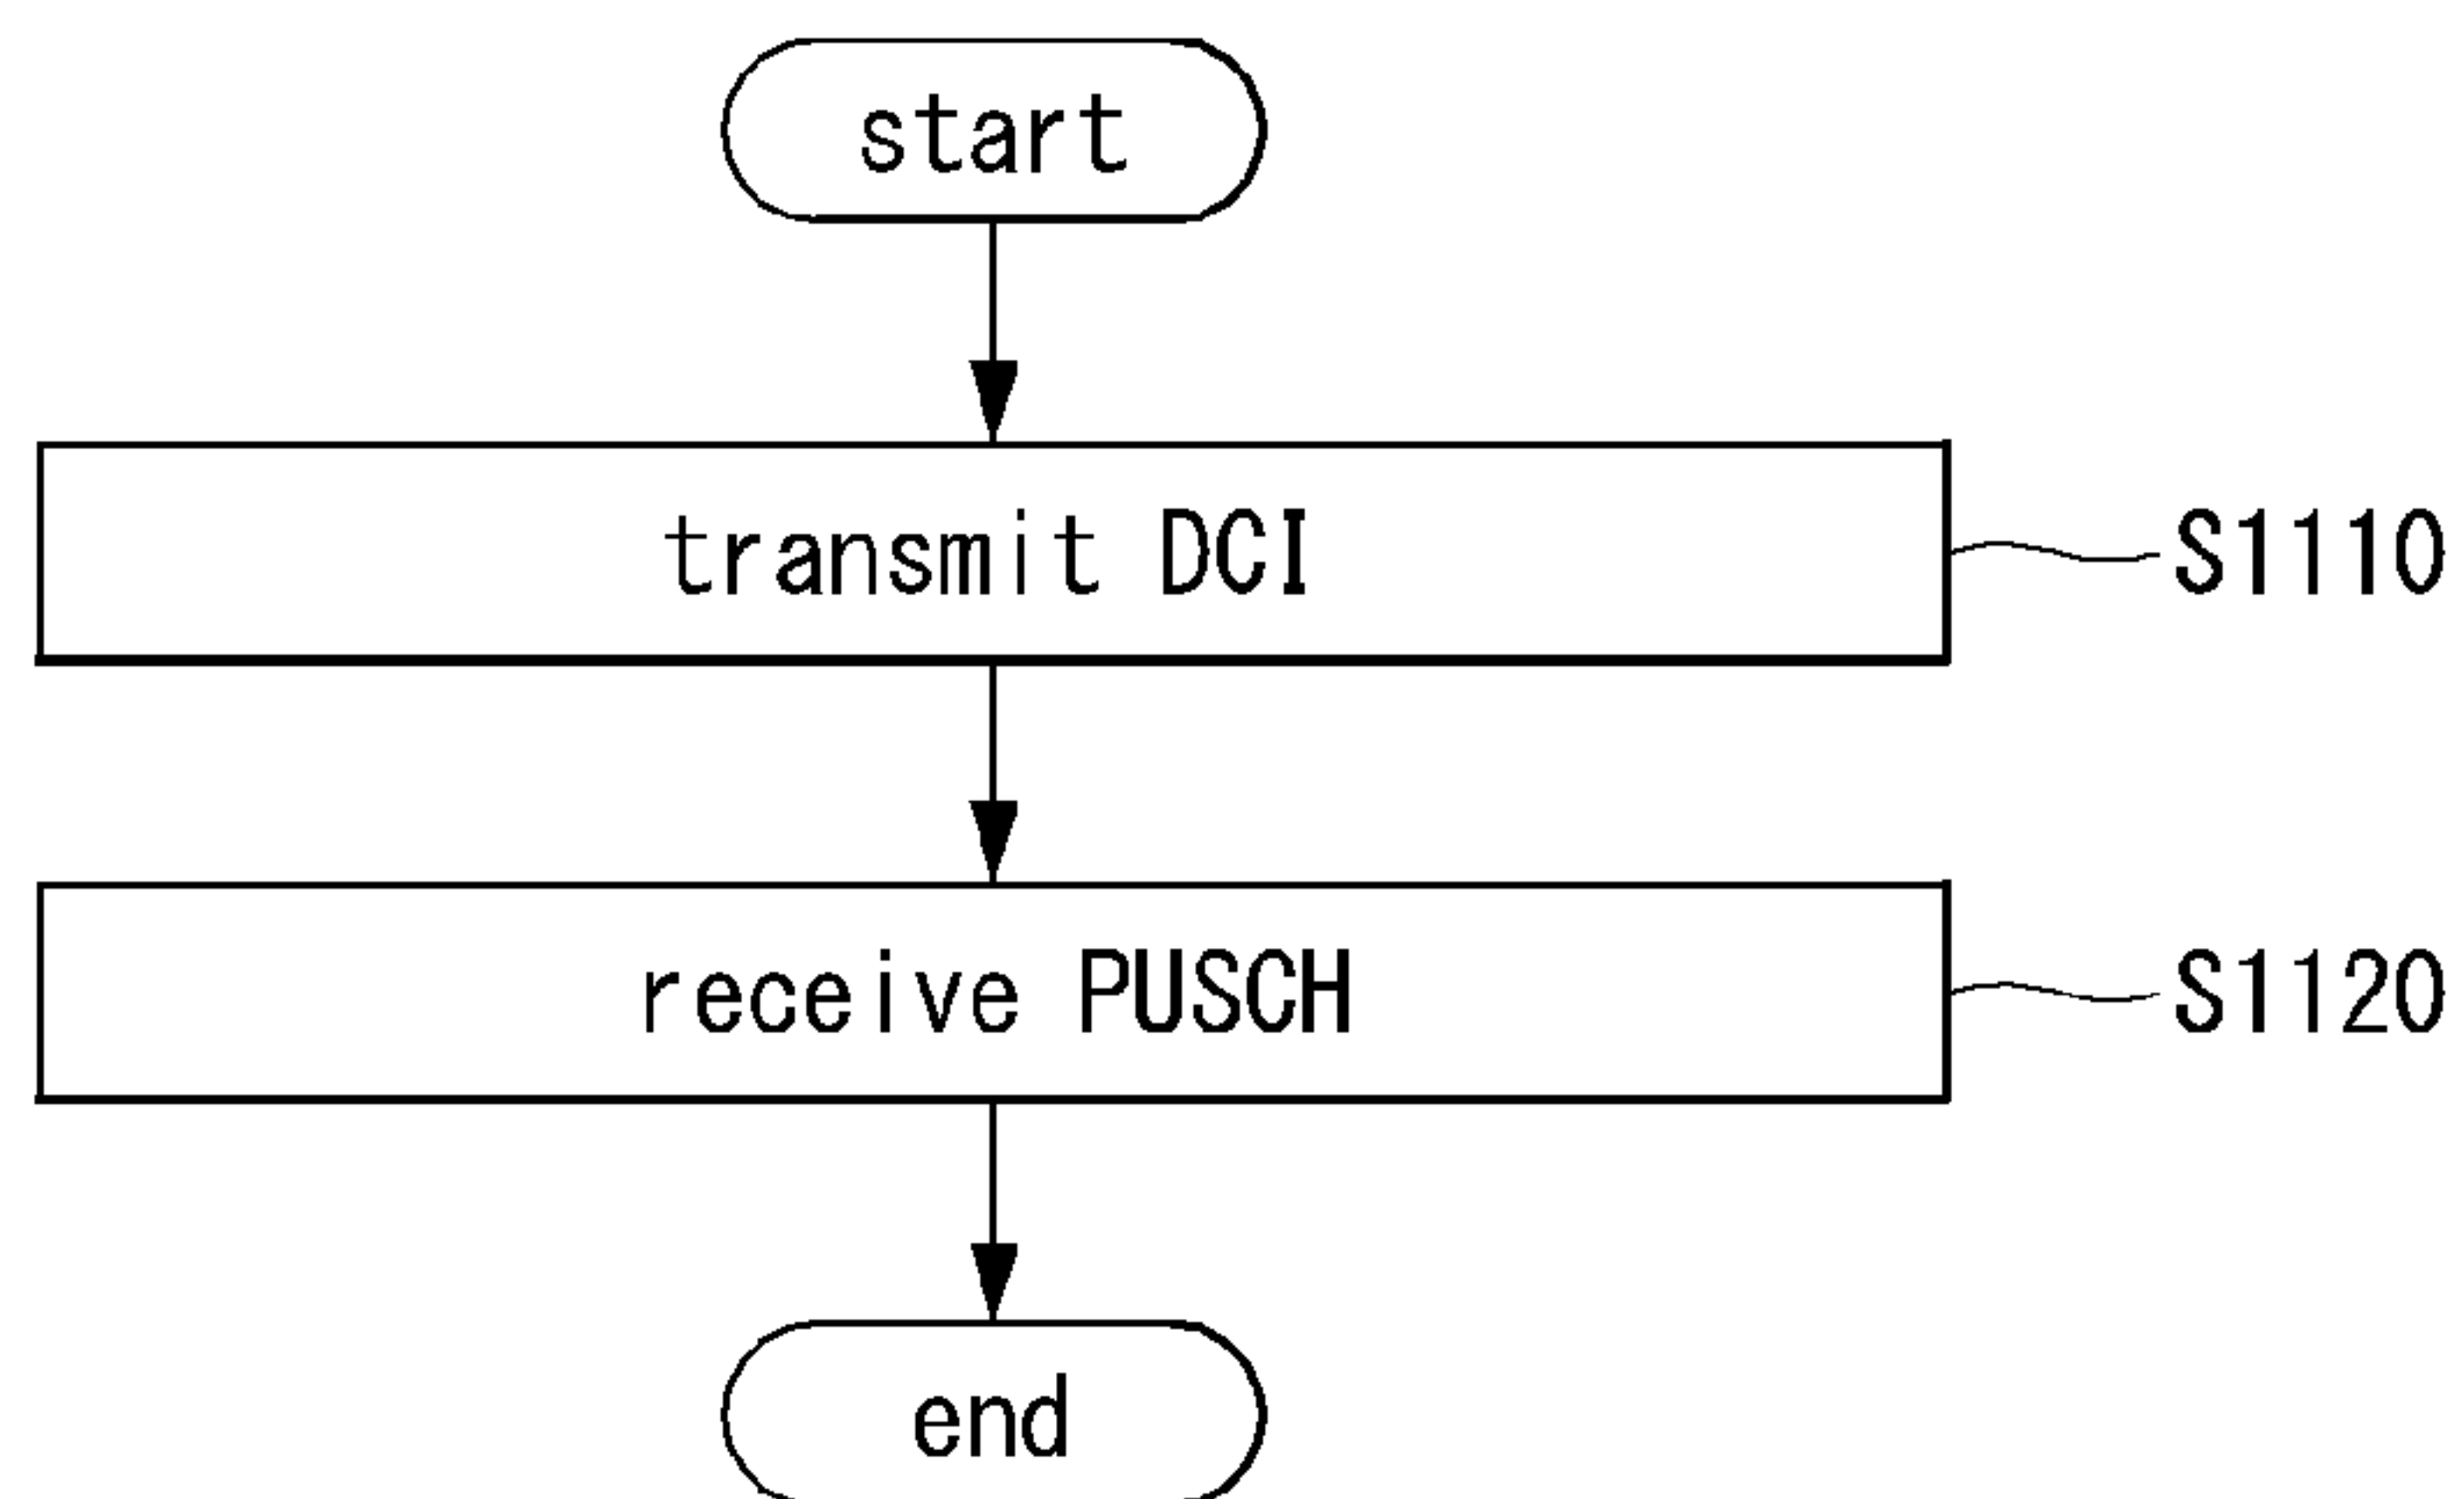 start
transmit DCI
S1110
receive PUSCH
S1120
end